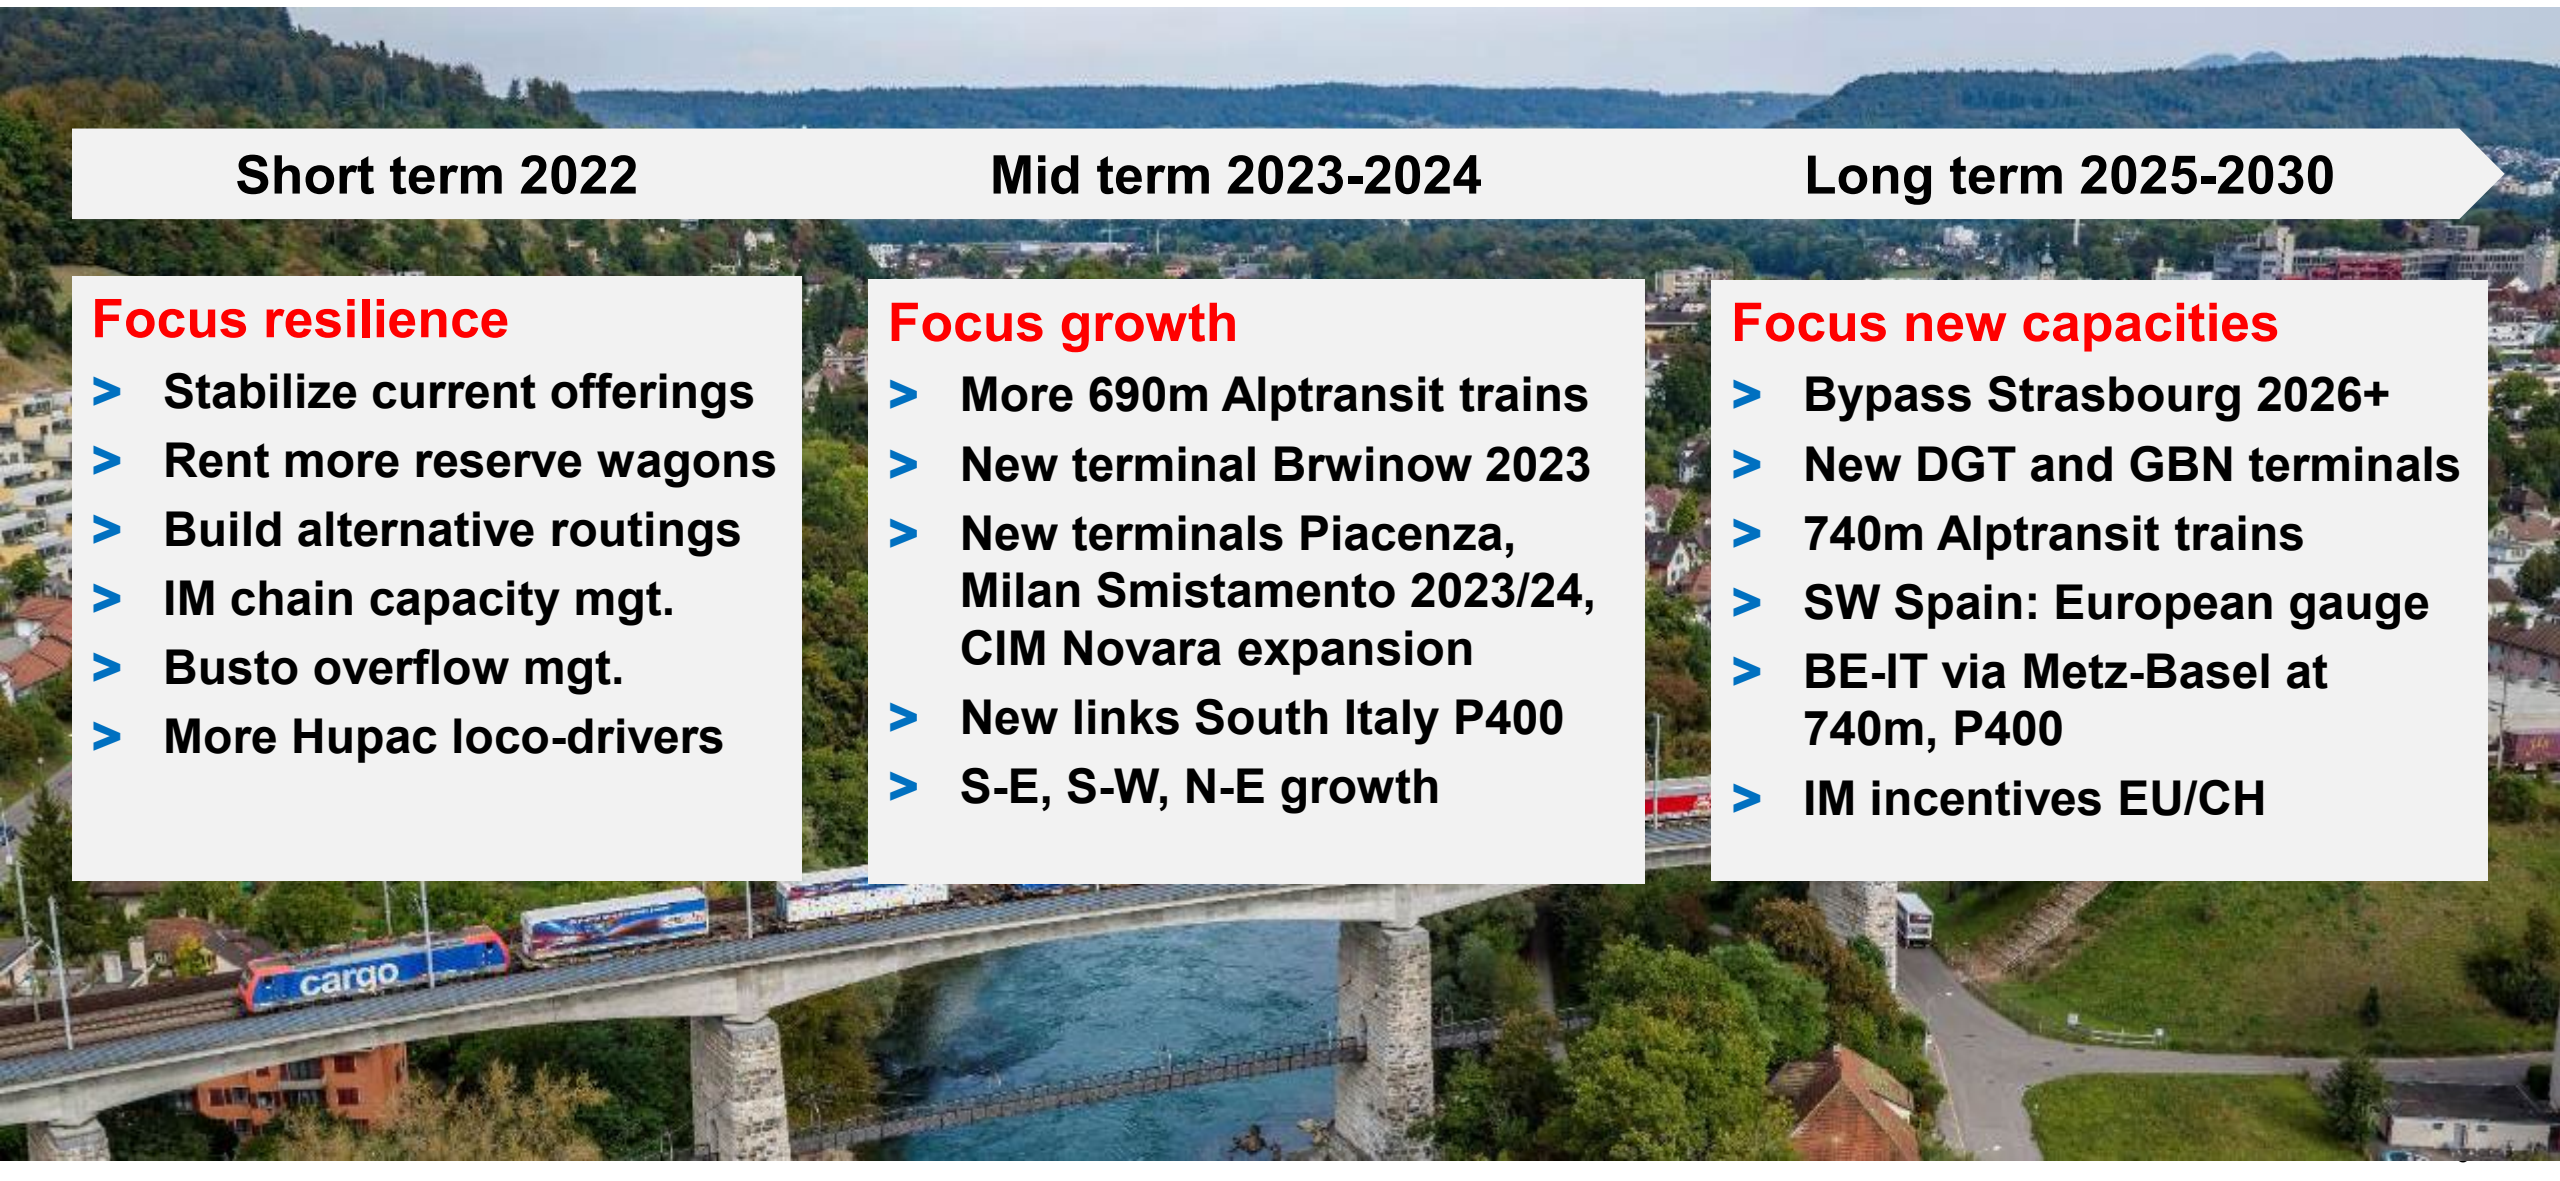 Short term 2022
Mid term 2023-2024
Long term 2025-2030
Focus resilience
> Stabilize current offerings
> Rent more reserve wagons
> Build alternative routings
> IM chain capacity mgt.
> Busto overflow mgt.
> More Hupac loco-drivers
Focus growth
> More 690m Alptransit trains
> New terminal Brwinow 2023
> New terminals Piacenza,
Milan Smistamento 2023/24,
CIM Novara expansion
> New links South Italy P400
> S-E, S-W, N-E growth
Focus new capacities
> Bypass Strasbourg 2026+
> New DGT and GBN terminals
> 740m Alptransit trains
> SW Spain: European gauge
> BE-IT via Metz-Basel at
740m, P400
> IM incentives EU/CH
cargo